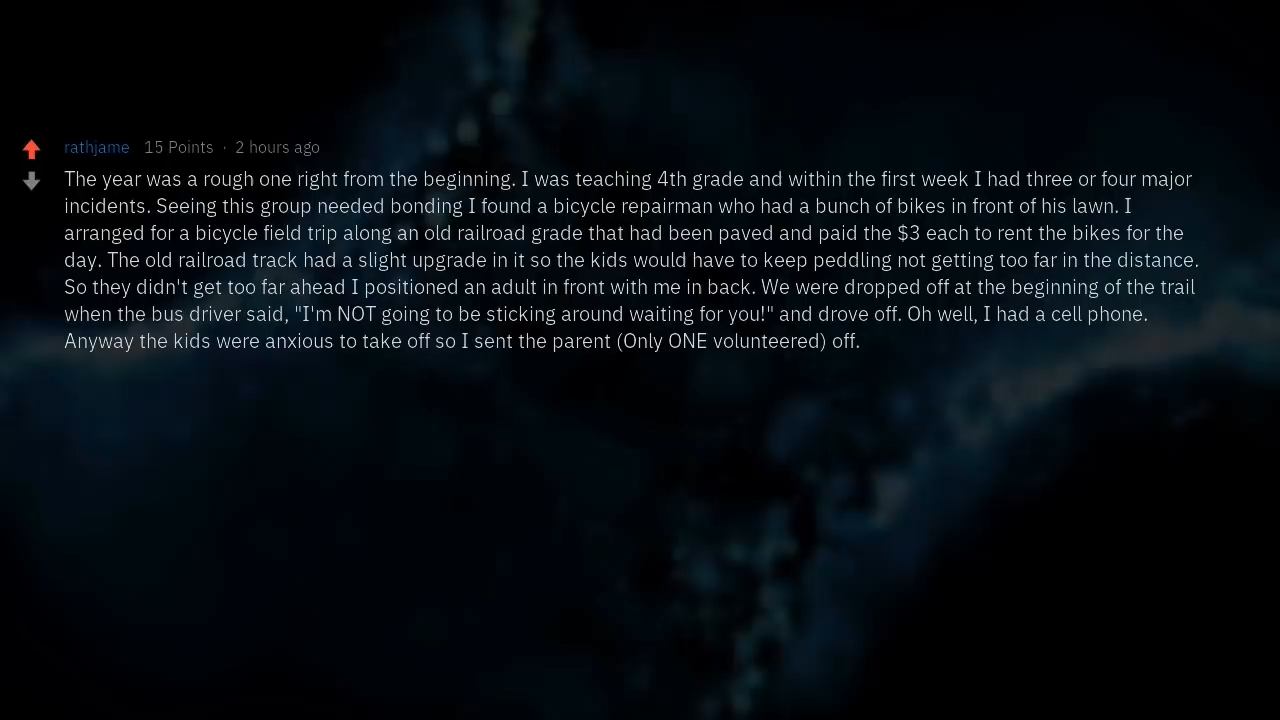 rathjame 15 Points · 2 hours ago
The year was a rough one right from the beginning. I was teaching 4th grade and within the first week I had three or four major
incidents. Seeing this group needed bonding I found a bicycle repairman who had a bunch of bikes in front of his lawn. I
arranged for a bicycle field trip along an old railroad grade that had been paved and paid the $3 each to rent the bikes for the
day. The old railroad track had a slight upgrade in it so the kids would have to keep peddling not getting too far in the distance.
So they didn't get too far ahead I positioned an adult in front with me in back. We were dropped off at the beginning of the trail
when the bus driver said, "I'm NOT going to be sticking around waiting for you!" and drove off. Oh well, I had a cell phone.
Anyway the kids were anxious to take off so I sent the parent (Only ONE volunteered) off.